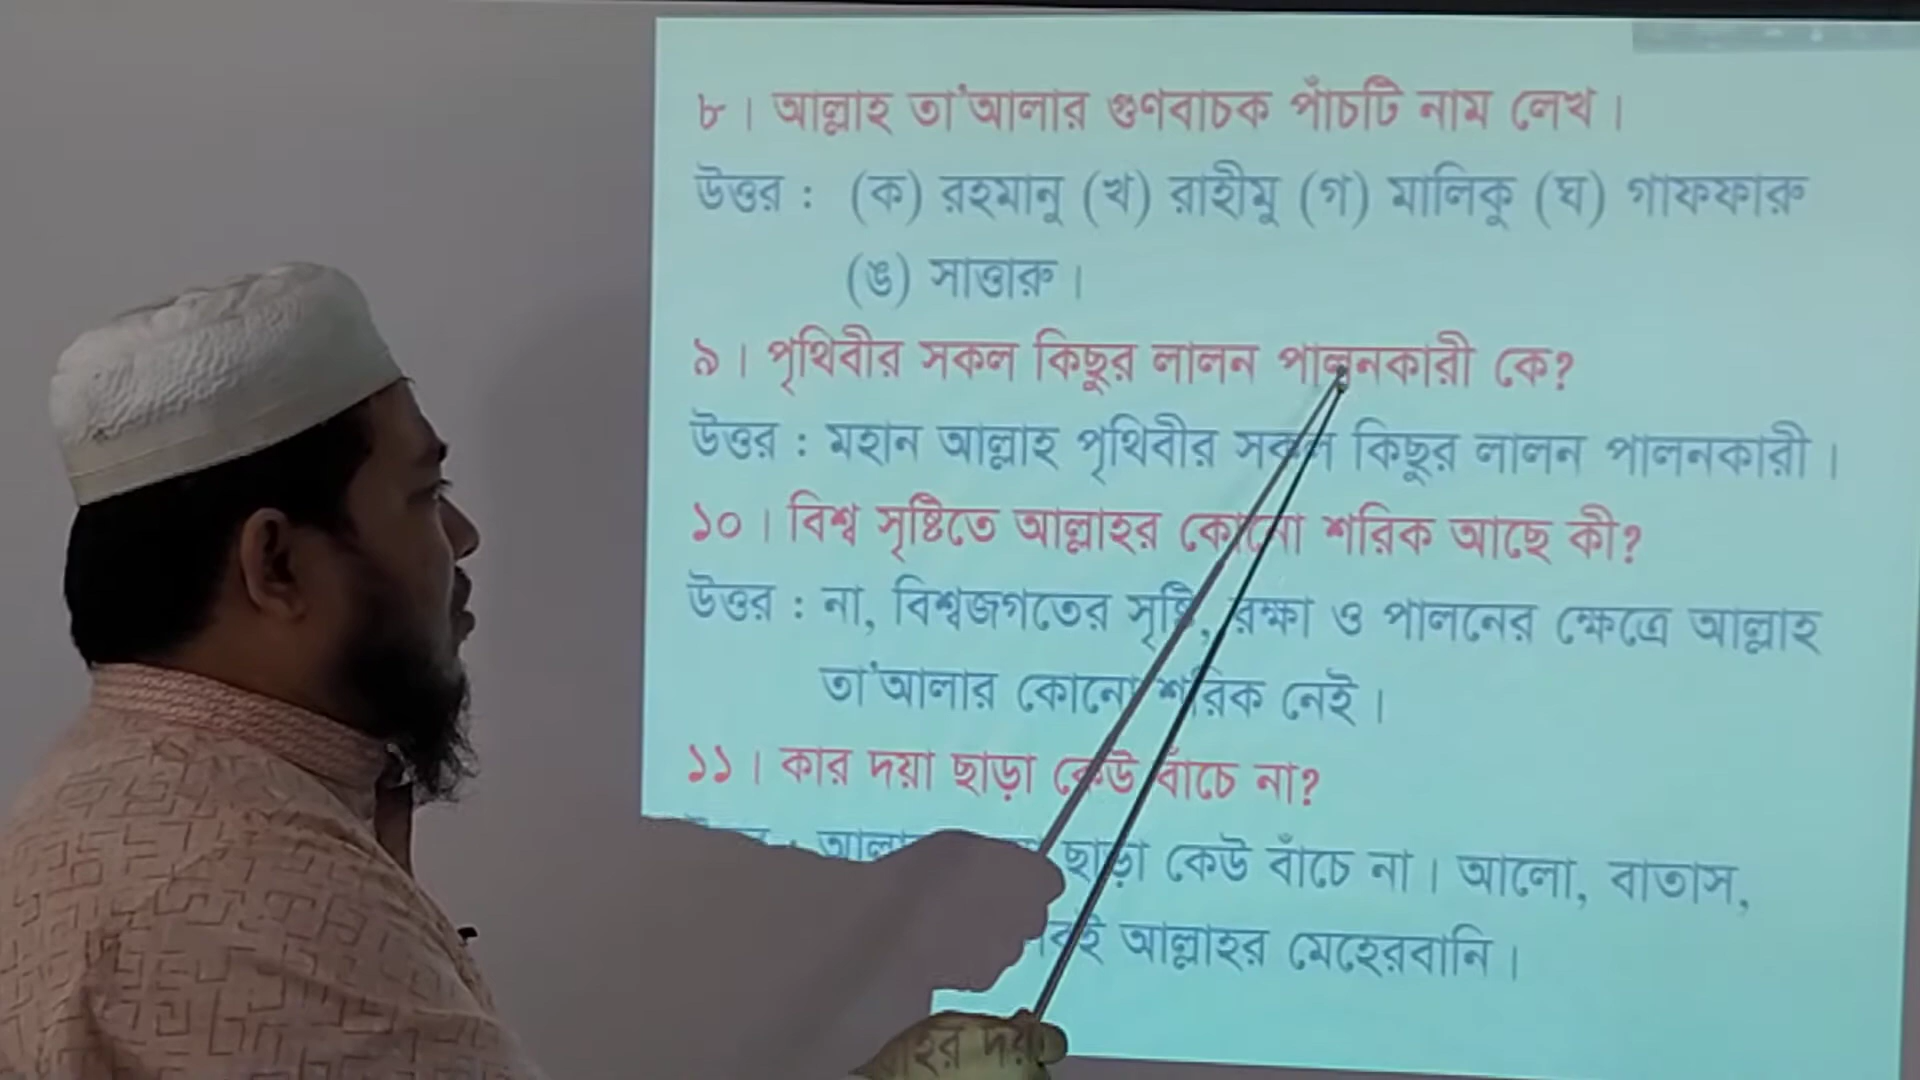 ৮। আল্লাহ তা'আলার গুণবাচক পাঁচটি নাম লেখ।
উত্তর : (ক) রহমানু (খ) রাহীমু (গ) মালিকু (ঘ) গাফফারু
(ঙ) সাত্তারু।
৯। পৃথিবীর সকল কিছুর লালন পালনকারী কে?
উত্তর : মহান আল্লাহ পৃথিবীর সকল কিছুর লালন পালনকারী।
১০। বিশ্ব সৃষ্টিতে আল্লাহর কোনো শরিক আছে কী?
উত্তর : না, বিশ্বজগতের সৃষ্টি, রক্ষা ও পালনের ক্ষেত্রে আল্লাহ
তা'আলার কোনো শরিক নেই।
১১। কার দয়া ছাড়া কেউ বাঁচে না?
ছাড়া কেউ বাঁচে না। আলো, বাতাস,
আল্লাহর মেহেরবানি।